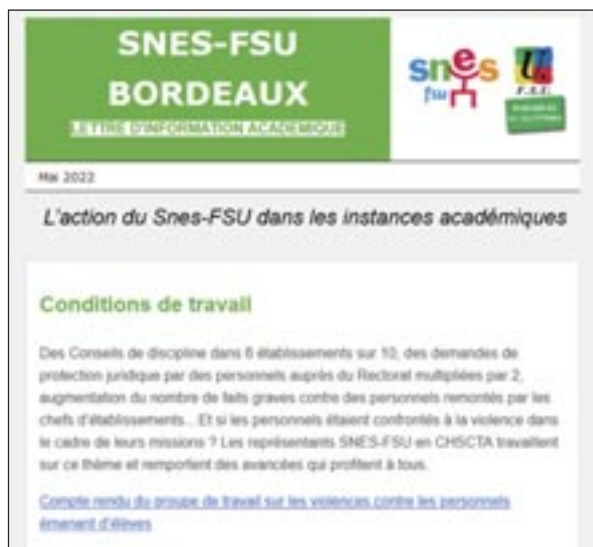 SNES-FSU
BORDEAUX
LETTRE D'INFORMATION ACADEMIQUE
snes
fsu
F.S.U.
Mai 2022
L'action du Snes-FSU dans les instances académiques
Conditions de travail
Des Conseils de discipline dans 6 établissements sur 10, des demandes de
protection juridique par des personnels auprès du Rectorat multipliées par 2,
augmentation du nombre de faits graves contre des personnels remontés par les
chefs d'établissements... Et si les personnels étaient confrontés à la violence dans
le cadre de leurs missions ? Les représentants SNES-FSU en CHSCTA travaillent
sur ce thème et remportent des avancées qui profitent à tous.
Compte rendu du groupe de travail sur les violences contre les personnels
émanant d'élèves